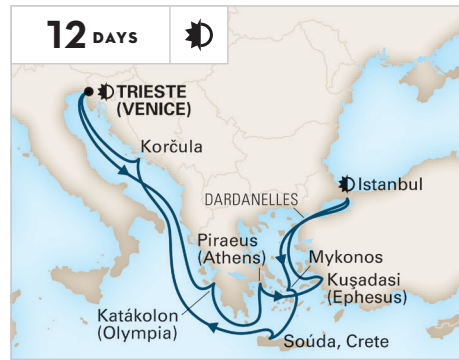 12 DAYS
TRIESTE
(VENICE)
Korčula
Istanbul
DARDANELLES
Piraeus
(Athens)
Mykonos
Kuşadasi
(Ephesus)
Katákolon
(Olympia)
Soúda, Crete